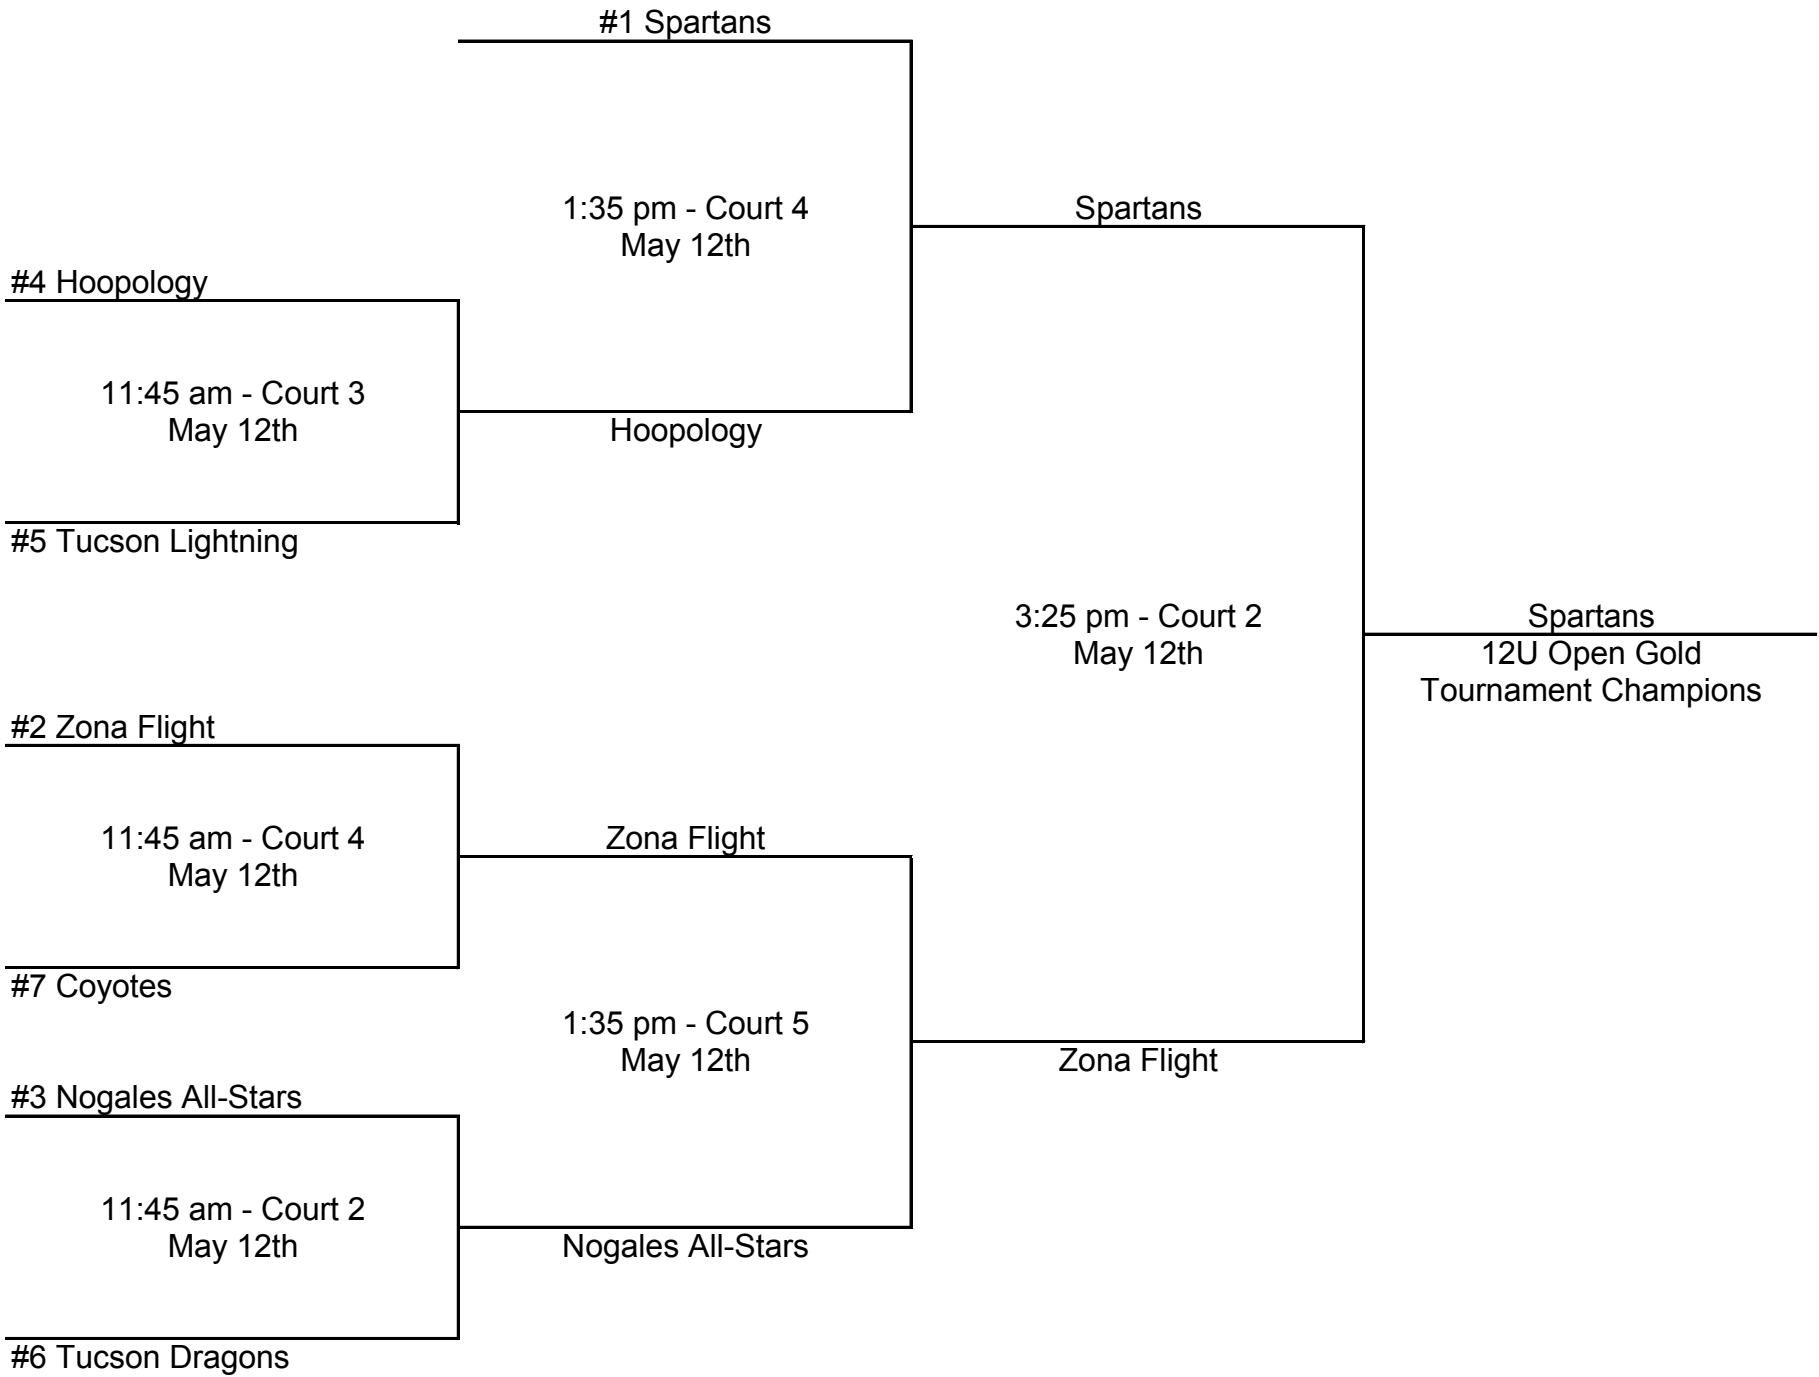 #1 Spartans
1:35 pm - Court 4
May 12th
Spartans
#4 Hoopology
11:45 am - Court 3
May 12th
Hoopology
#5 Tucson Lightning
3:25 pm - Court 2
May 12th
Spartans
12U Open Gold
Tournament Champions
#2 Zona Flight
11:45 am - Court 4
May 12th
Zona Flight
#7 Coyotes
1:35 pm - Court 5
May 12th
Zona Flight
#3 Nogales All-Stars
11:45 am - Court 2
May 12th
Nogales All-Stars
#6 Tucson Dragons